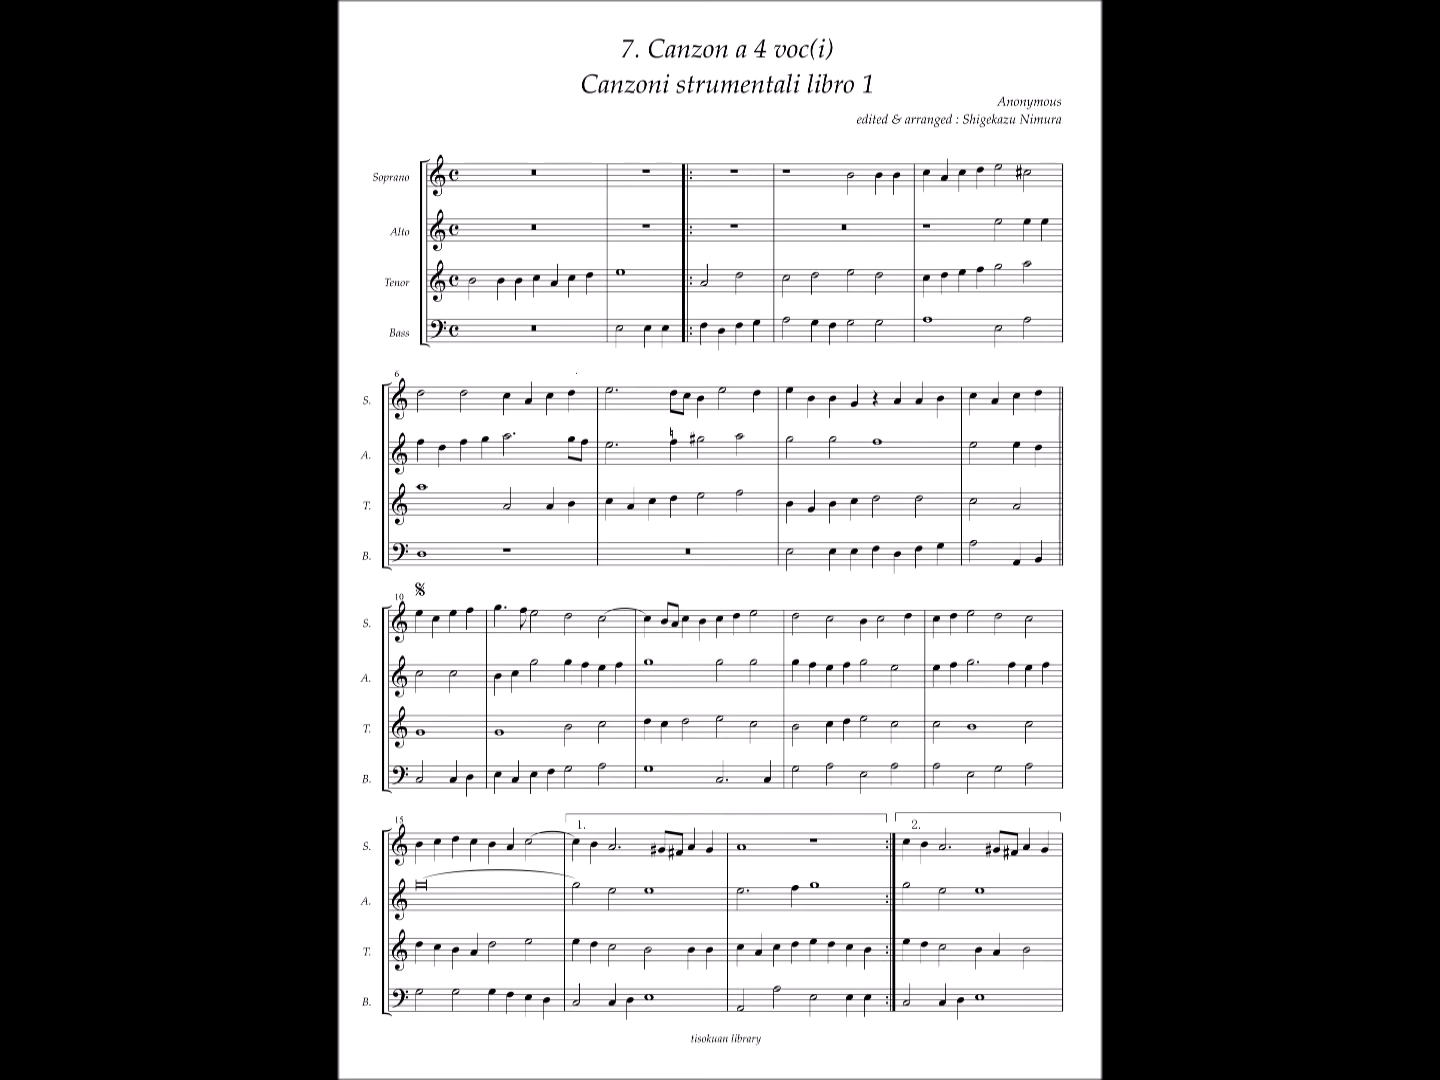 7. Canzon a 4 voc(i)
Canzoni strumentali libro 1
Anonymous
edited & arranged : Shigekazu Nimura
Soprano
Alto
Tenor
Bass
6
S.
A.
T.
B.
10
S.
A.
T.
B.
15
1.
2.
S.
A.
T.
B.
tisokuan library